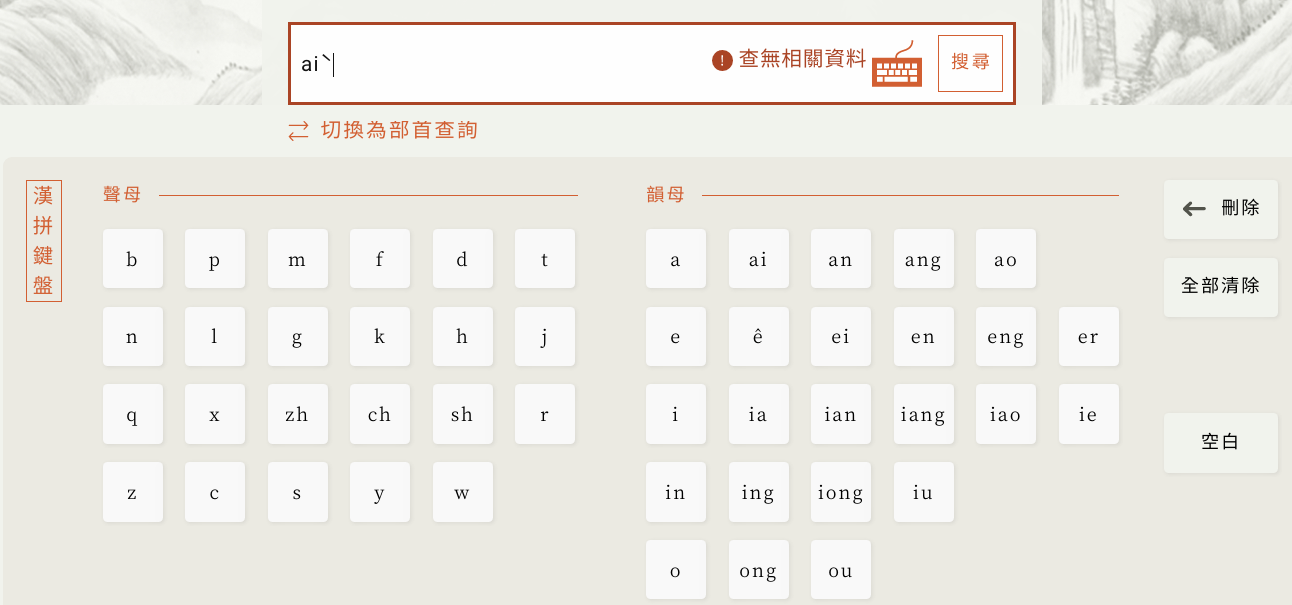 aiˋ
! 查無相關資料
搜尋
切換為部首查詢
漢拼鍵盤
聲母
b p m f d t
n l g k h j
q x zh ch sh r
z c s y w
韻母
a ai an ang ao
e ê ei en eng er
i ia ian iang iao ie
in ing iong iu
o ong ou
刪除
全部清除
空白